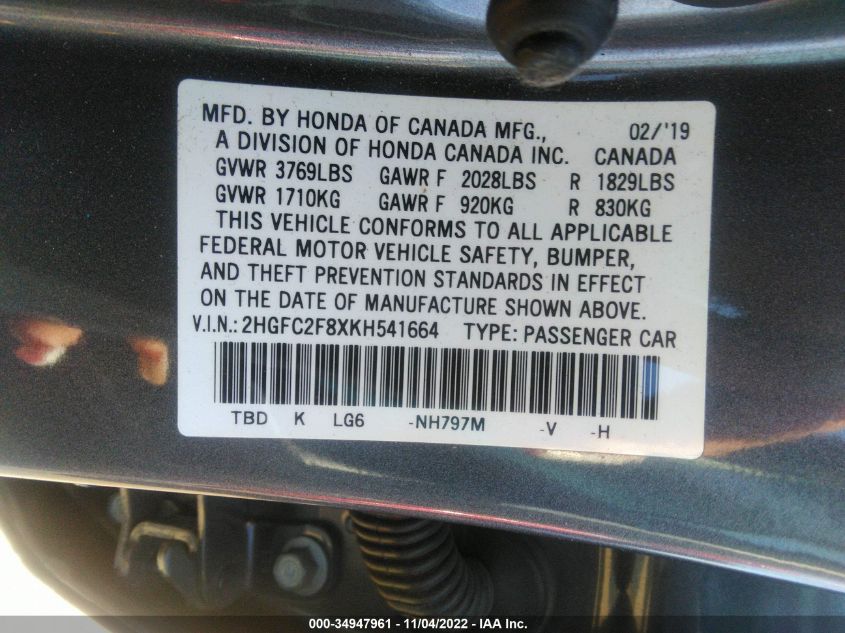 MFD. BY HONDA OF CANADA MFG., 02/'19
A DIVISION OF HONDA CANADA INC. CANADA
GVWR 3769LBS GAWR F 2028LBS R 1829LBS
GVWR 1710KG GAWR F 920KG R 830KG
THIS VEHICLE CONFORMS TO ALL APPLICABLE
FEDERAL MOTOR VEHICLE SAFETY, BUMPER,
AND THEFT PREVENTION STANDARDS IN EFFECT
ON THE DATE OF MANUFACTURE SHOWN ABOVE.
V.I.N.: 2HGFC2F8XKH541664 TYPE: PASSENGER CAR
TBD K LG6 -NH797M -V -H
000-34947961 - 11/04/2022 - IAA Inc.